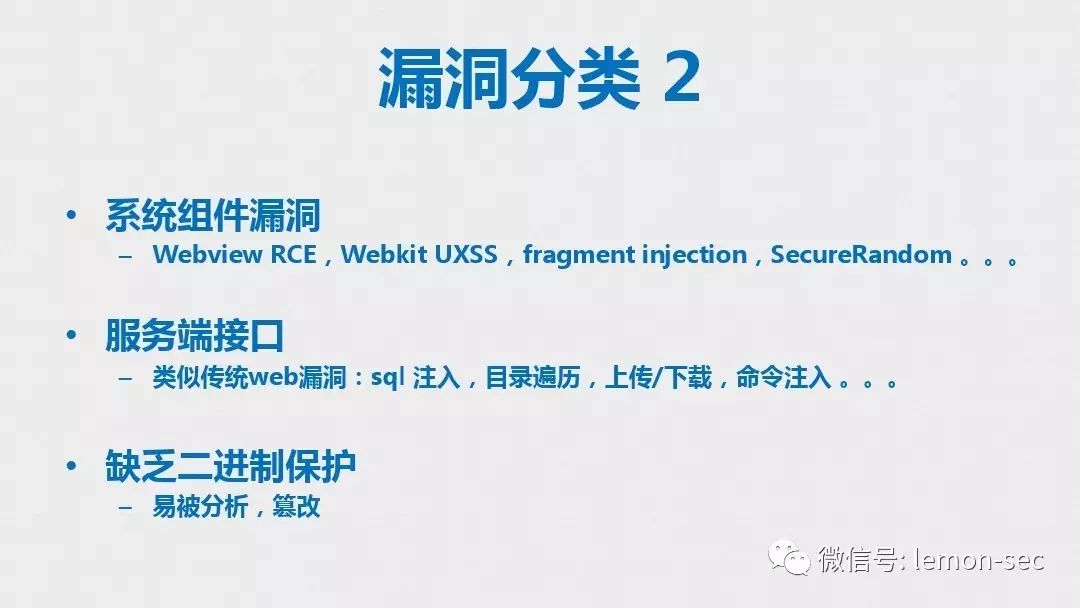 漏洞分类 2
• 系统组件漏洞
– Webview RCE，Webkit UXSS，fragment injection，SecureRandom 。。。
• 服务端接口
– 类似传统web漏洞：sql 注入，目录遍历，上传/下载，命令注入 。。。
• 缺乏二进制保护
– 易被分析，篡改
微信号: lemon-sec